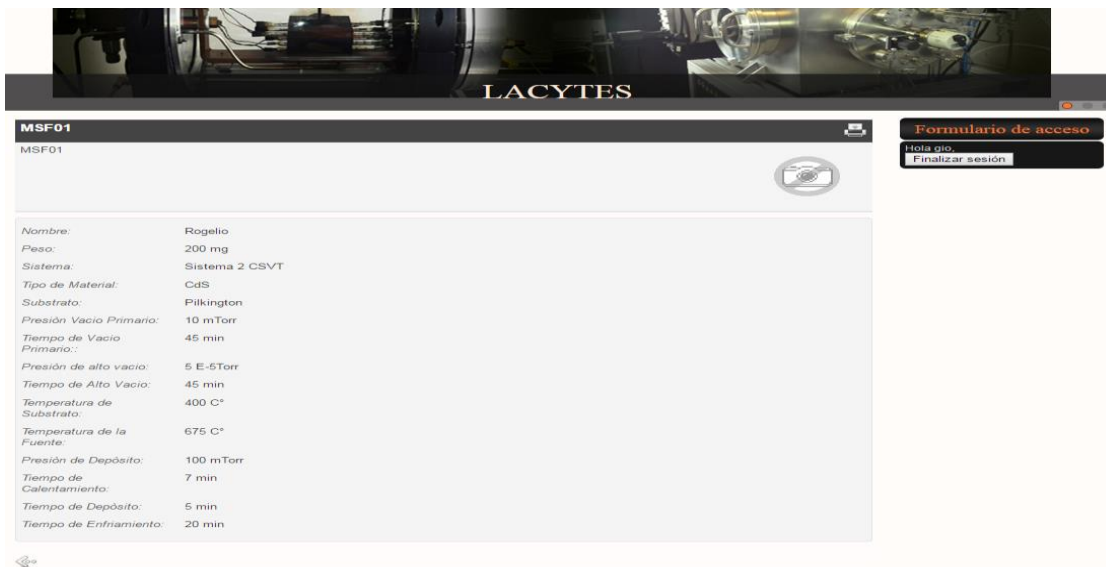 LACYTES
MSF01
Formulario de acceso
MSF01
Hola gio,
Finalizar sesión
Nombre: Rogelio
Peso: 200 mg
Sistema: Sistema 2 CSVT
Tipo de Material: CdS
Substrato: Pilkington
Presión Vacio Primario: 10 mTorr
Tiempo de Vacio 45 min
Primario::
Presión de alto vacio: 5 E-5Torr
Tiempo de Alto Vacio: 45 min
Temperatura de 400 C°
Substrato:
Temperatura de la 675 C°
Fuente:
Presión de Depósito: 100 mTorr
Tiempo de 7 min
Calentamiento:
Tiempo de Depósito: 5 min
Tiempo de Enfriamiento: 20 min